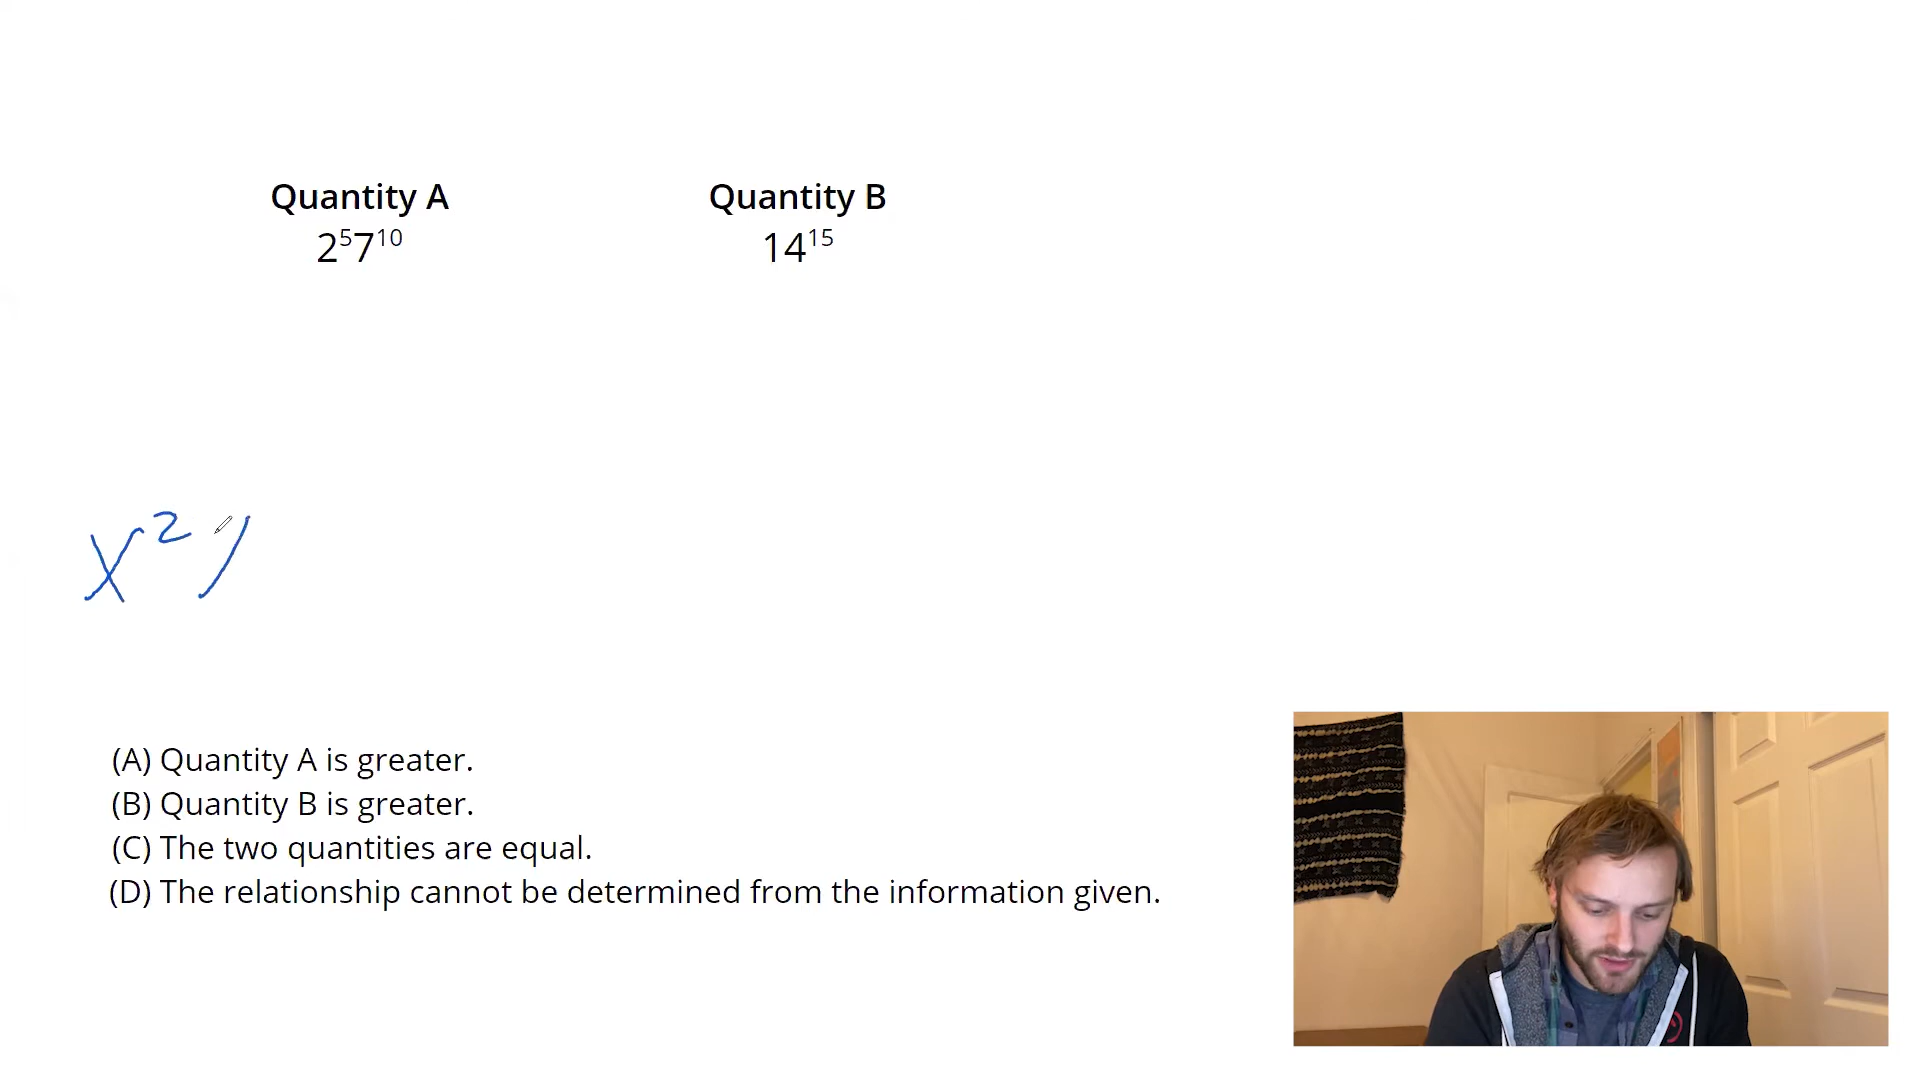 Quantity A Quantity B
2⁵7¹⁰ 14¹⁵
x² y
(A) Quantity A is greater.
(B) Quantity B is greater.
(C) The two quantities are equal.
(D) The relationship cannot be determined from the information given.